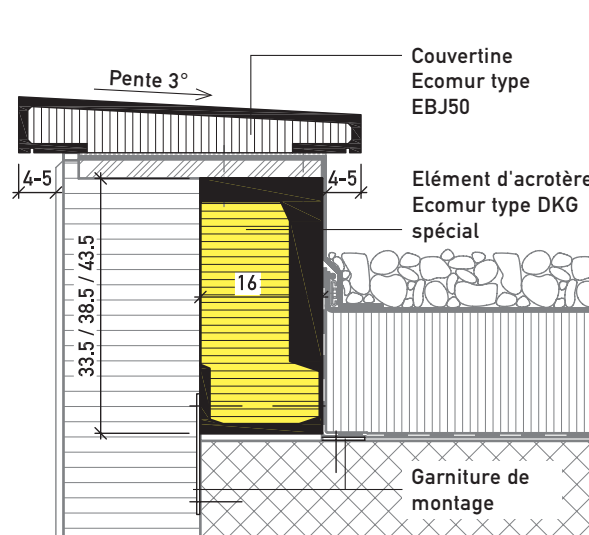 Pente 3°
Couvertine
Ecomur type
EBJ50
4-5
4-5
Elément d'acrotère
Ecomur type DKG
spécial
16
33.5 / 38.5 / 43.5
Garniture de
montage